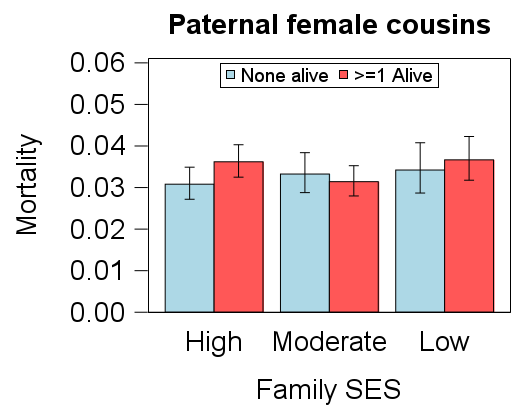 Paternal female cousins
None alive >=1 Alive
0.06
0.05
0.04
0.03
0.02
0.01
0.00
Mortality
High Moderate Low
Family SES